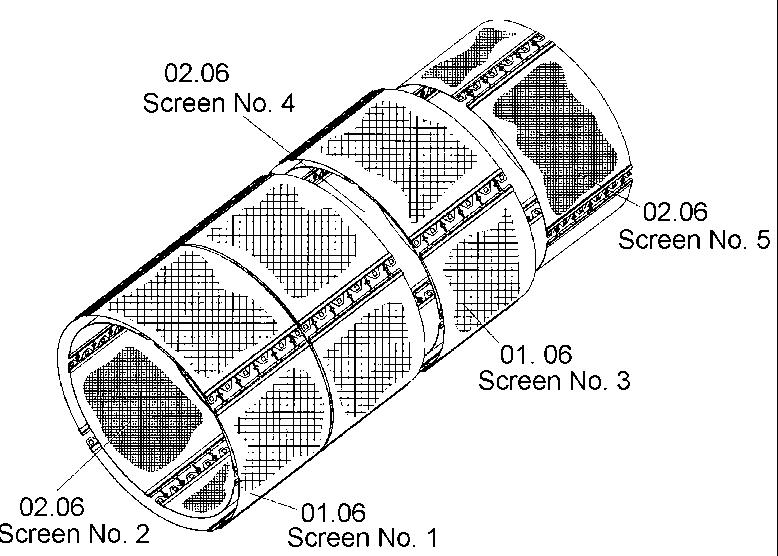 02.06
Screen No. 4
02.06
Screen No. 5
01. 06
Screen No. 3
02.06
Screen No. 2
01.06
Screen No. 1